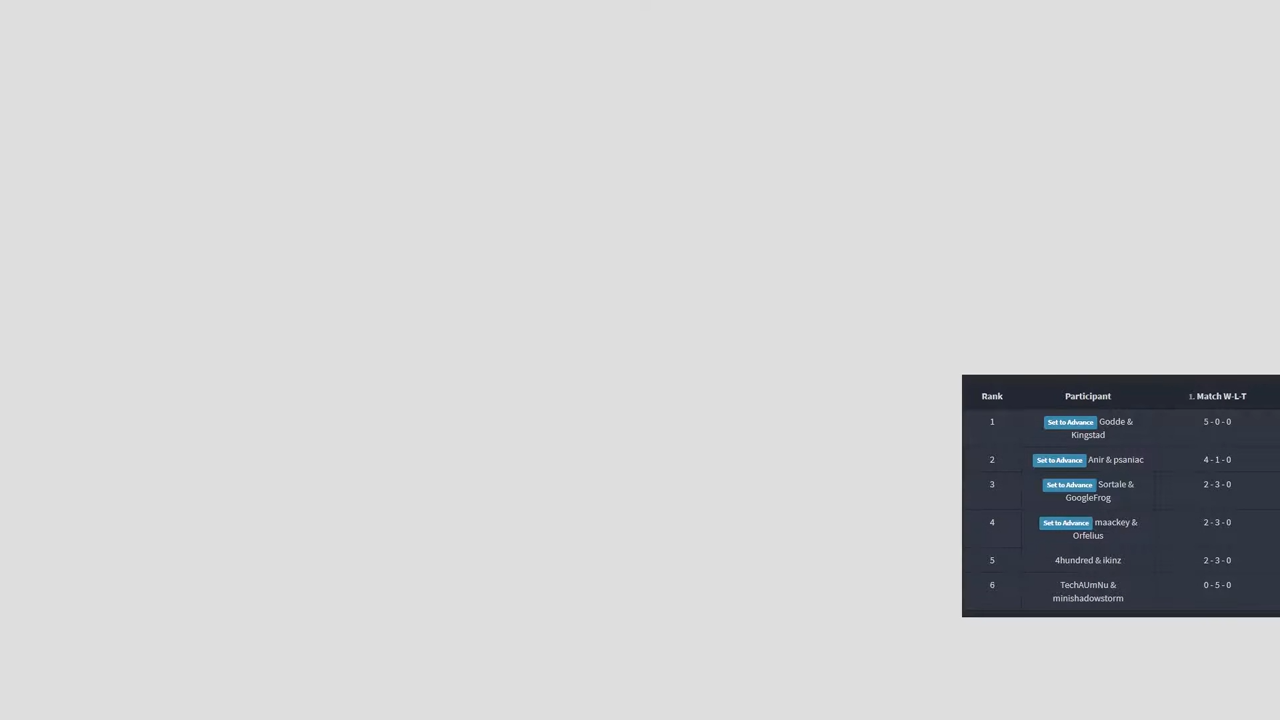 Rank Participant 1. Match W-L-T
1 Set to Advance Godde & 5 - 0 - 0
Kingstad
2 Set to Advance Anir & psaniac 4 - 1 - 0
3 Set to Advance Sortale & 2 - 3 - 0
GoogleFrog
4 Set to Advance maackey & 2 - 3 - 0
Orfelius
5 4hundred & ikinz 2 - 3 - 0
6 TechAUmNu & 0 - 5 - 0
minishadowstorm